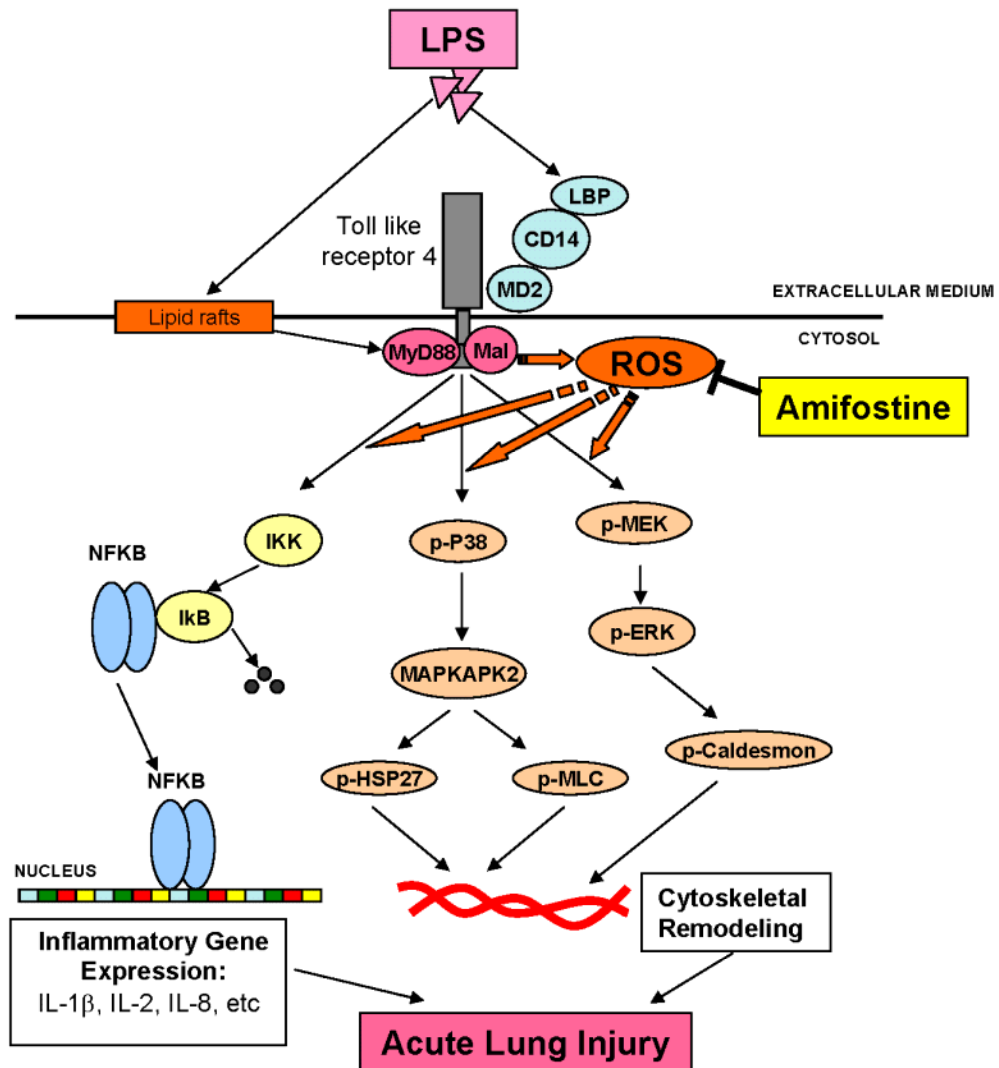 LPS
LBP
Toll like
receptor 4
CD14
MD2
EXTRACELLULAR MEDIUM
Lipid rafts
CYTOSOL
MyD88
Mal
ROS
Amifostine
p-MEK
IKK
p-P38
NFKB
IkB
p-ERK
MAPKAPK2
p-Caldesmon
NFKB
p-HSP27
p-MLC
NUCLEUS
Cytoskeletal
Remodeling
Inflammatory Gene
Expression:
IL-1β, IL-2, IL-8, etc
Acute Lung Injury